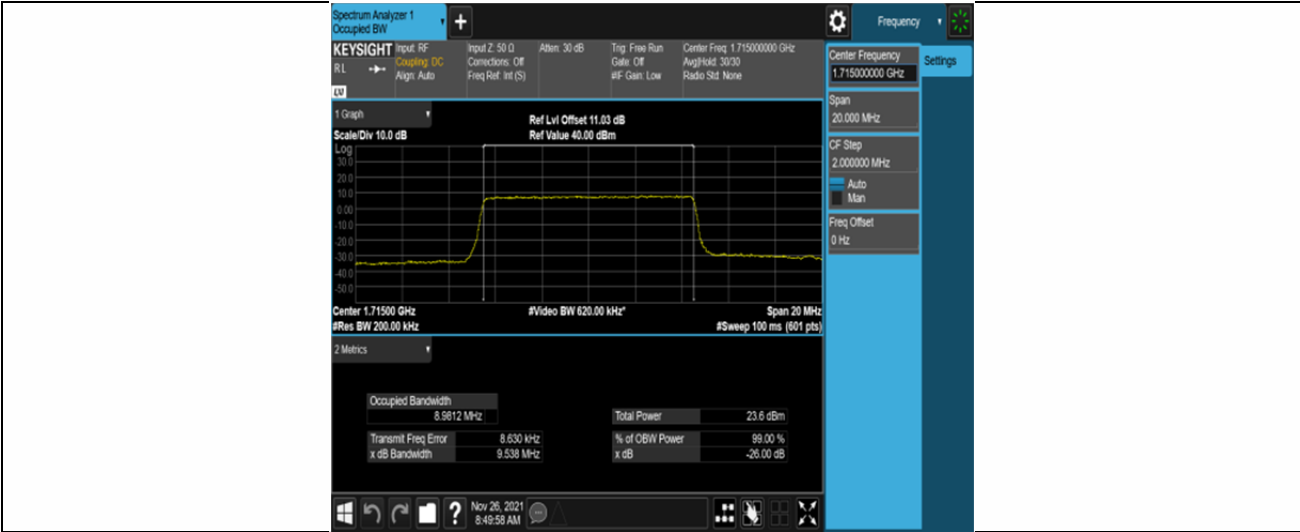 Spectrum Analyzer 1
Occupied BW
+
Frequency
KEYSIGHT
RL
Input: RF
Coupling: DC
Align: Auto
Input Z: 50 Ω
Corrections: Off
Freq Ref: Int (S)
Atten: 30 dB
Trig: Free Run
Gate: Off
#IF Gain: Low
Center Freq: 1.715000000 GHz
Avg|Hold: 30/30
Radio Std: None
Center Frequency
1.715000000 GHz
Settings
Span
20.000 MHz
CF Step
2.000000 MHz
Auto
Man
Freq Offset
0 Hz
1 Graph
Scale/Div 10.0 dB
Ref Lvl Offset 11.03 dB
Ref Value 40.00 dBm
Log
30.0
20.0
10.0
0.00
-10.0
-20.0
-30.0
-40.0
-50.0
Center 1.71500 GHz
#Video BW 620.00 kHz*
Span 20 MHz
#Res BW 200.00 kHz
#Sweep 100 ms (601 pts)
2 Metrics
Occupied Bandwidth
8.9812 MHz
Total Power 23.6 dBm
Transmit Freq Error 8.630 kHz
% of OBW Power 99.00 %
x dB Bandwidth 9.538 MHz
x dB -26.00 dB
?
Nov 26, 2021
8:49:58 AM